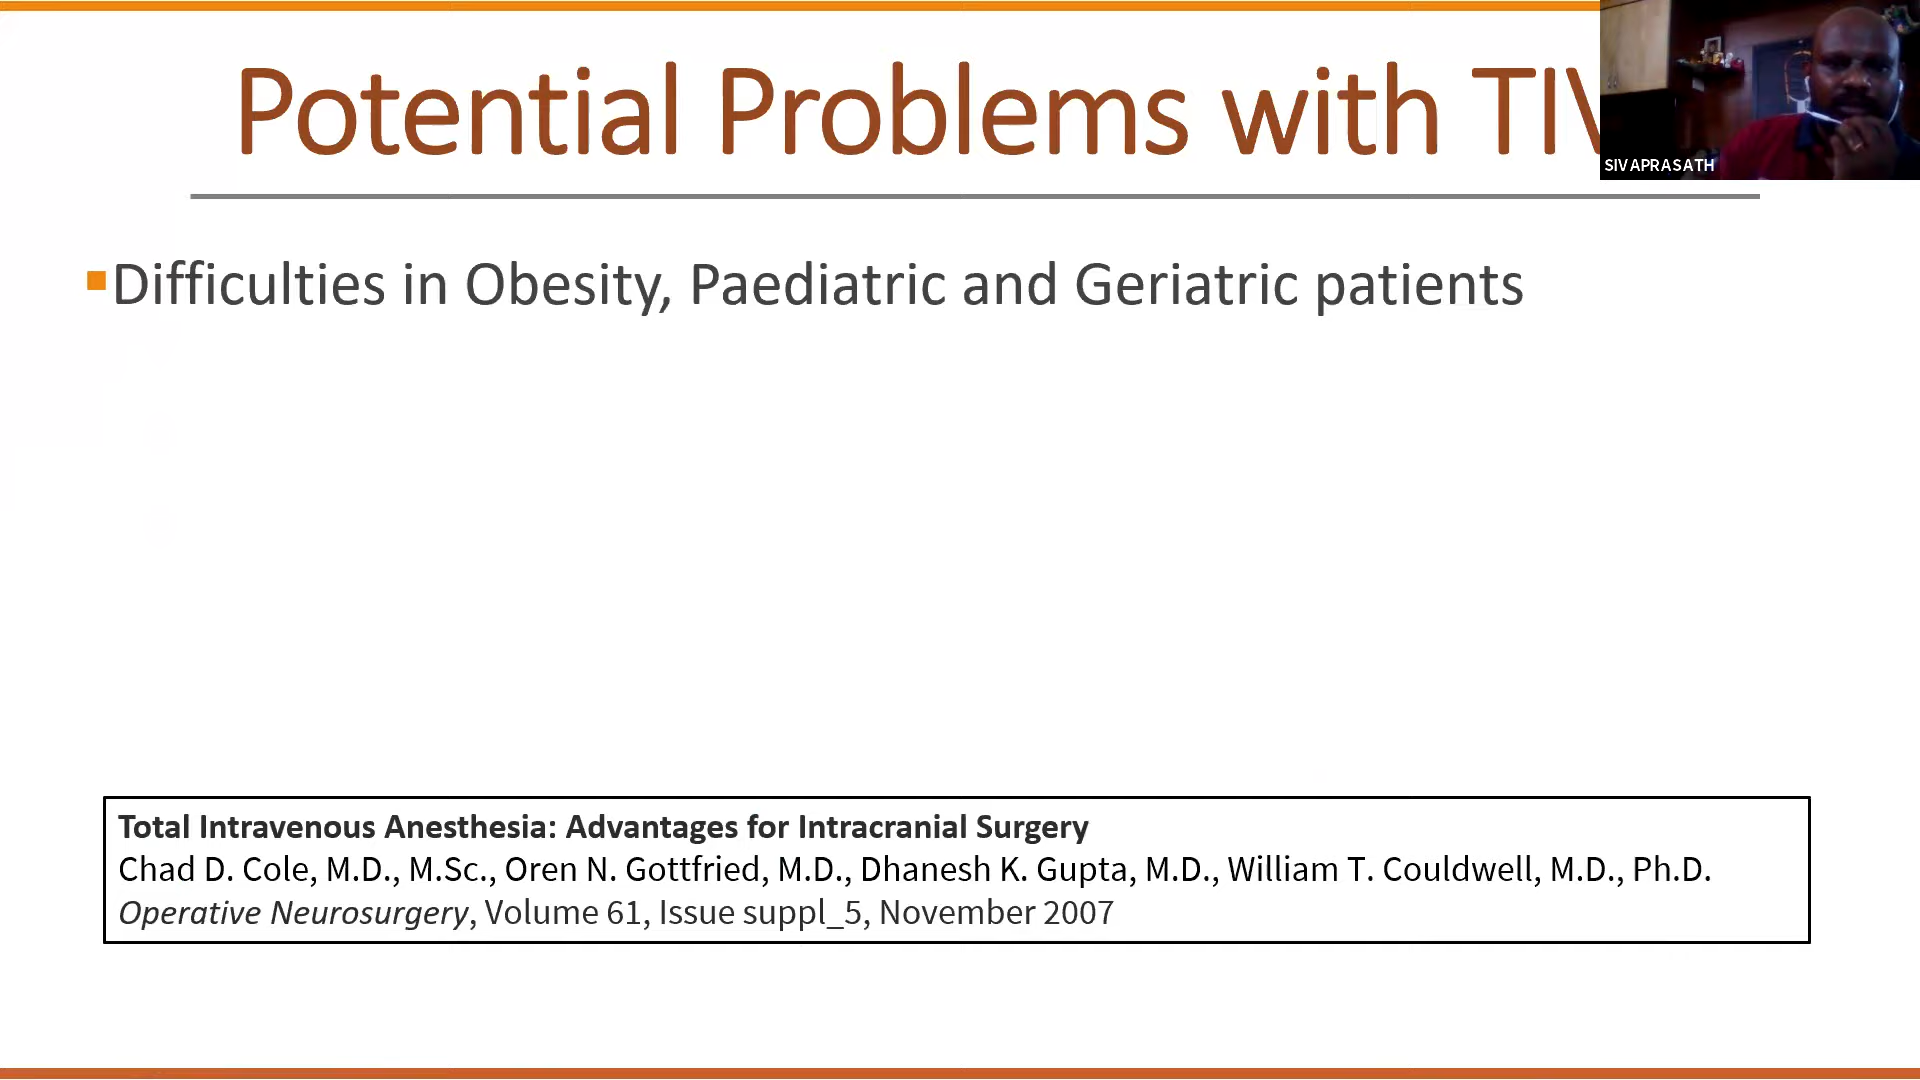 Potential Problems with TIV
SIVAPRASATH
▪Difficulties in Obesity, Paediatric and Geriatric patients
Total Intravenous Anesthesia: Advantages for Intracranial Surgery
Chad D. Cole, M.D., M.Sc., Oren N. Gottfried, M.D., Dhanesh K. Gupta, M.D., William T. Couldwell, M.D., Ph.D.
Operative Neurosurgery, Volume 61, Issue suppl_5, November 2007